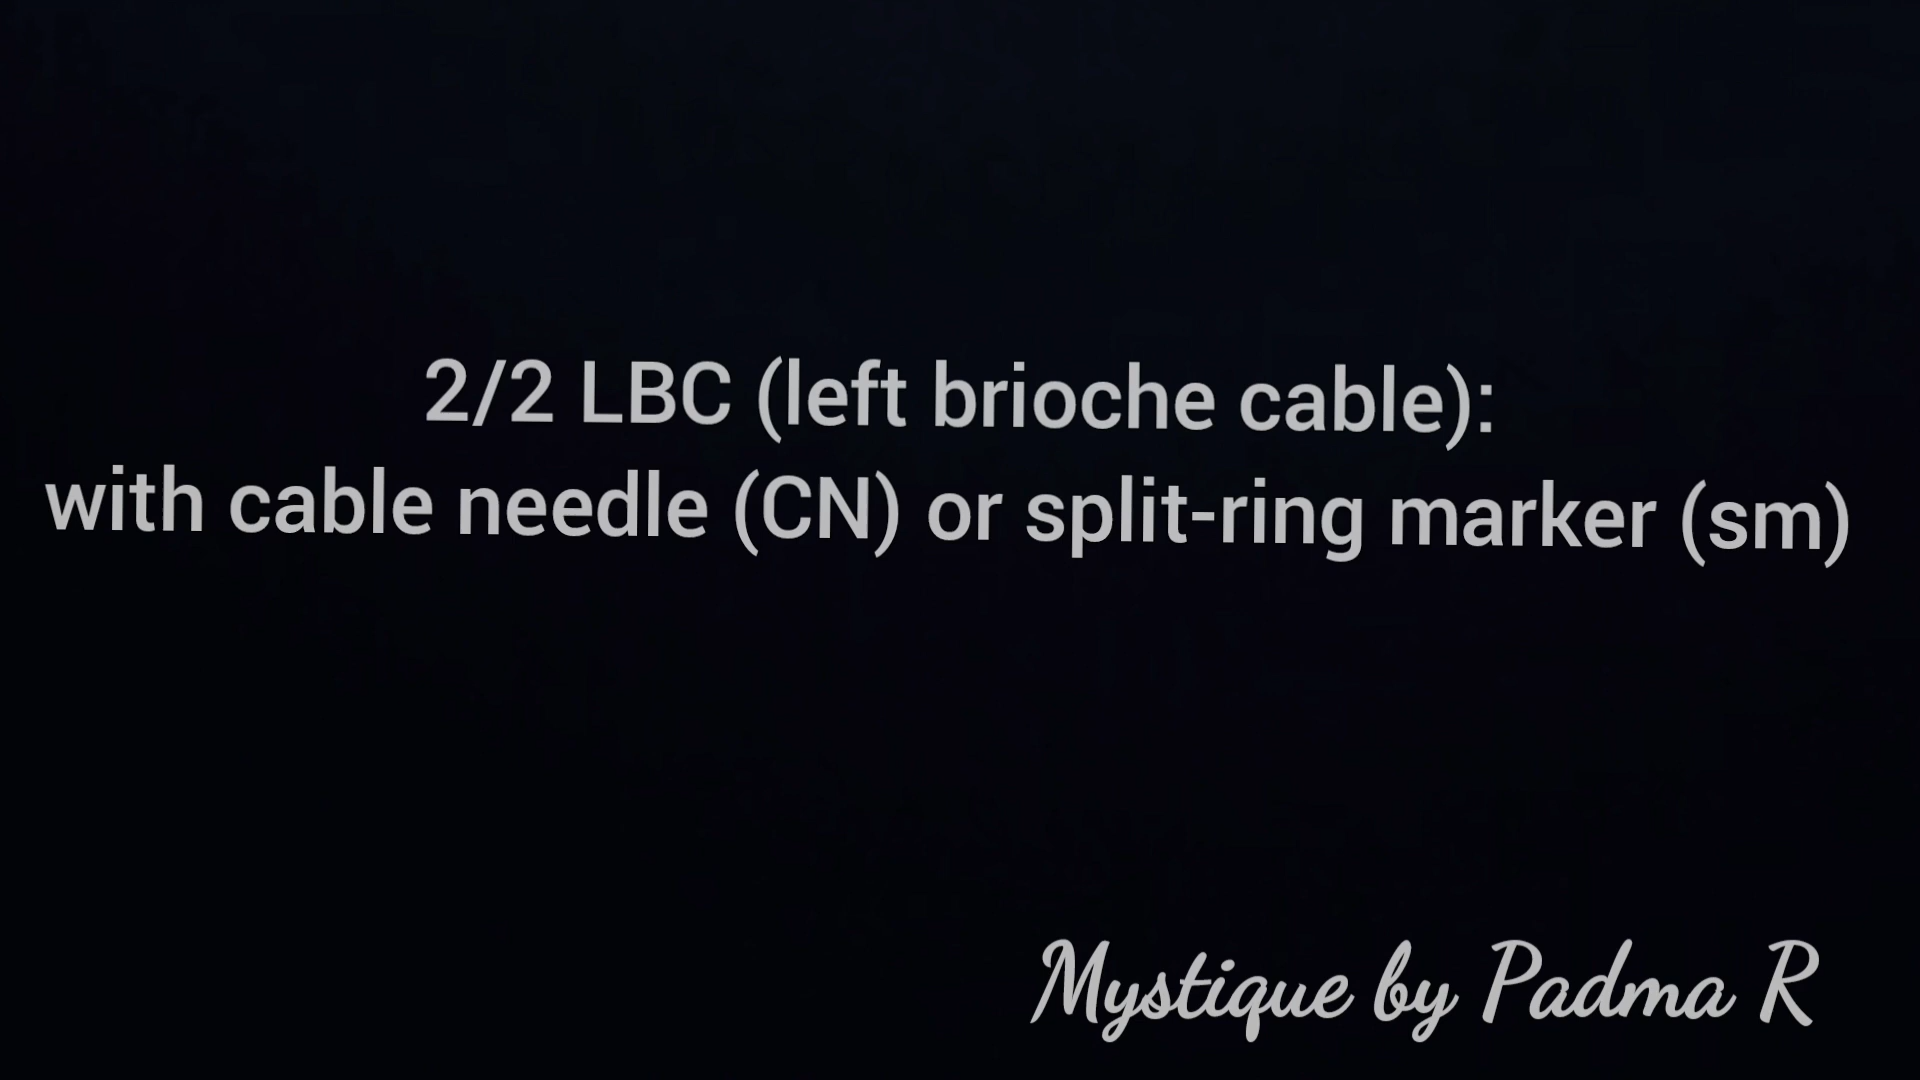 2/2 LBC (left brioche cable):
with cable needle (CN) or split-ring marker (sm)
Mystique by Padma R